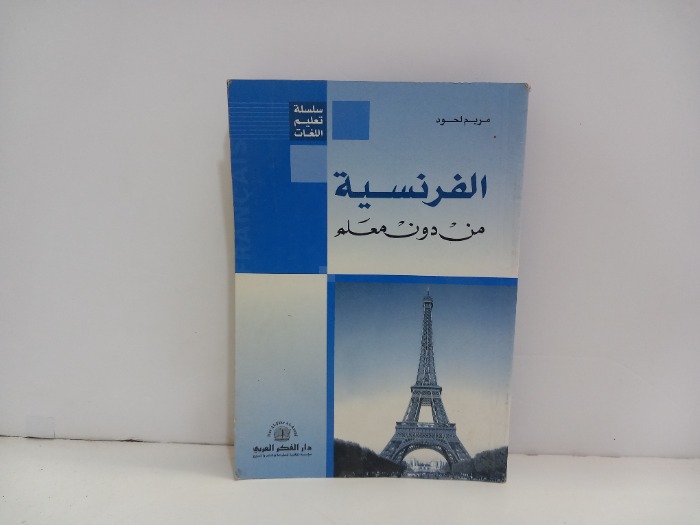 سلسلة
تعليم
اللغات
مريم لحود
الفرنسية
من دون معلم
FRANÇAIS
دار الفكر العربي